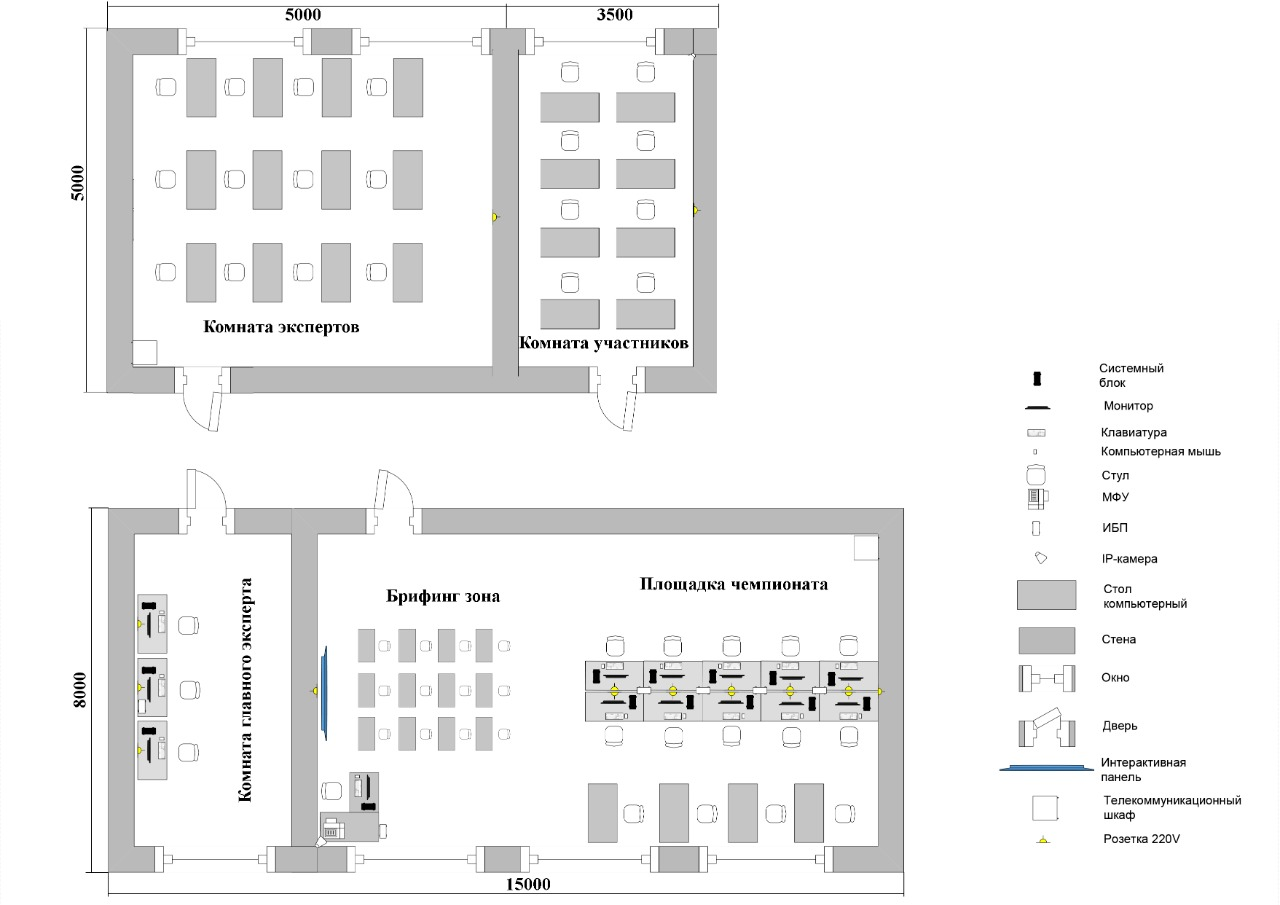 5000
3500
5000
Комната экспертов
Комната участников
8000
Комната главного эксперта
Брифинг зона
Площадка чемпионата
15000
Системный
блок
Монитор
Клавиатура
Компьютерная мышь
Стул
МФУ
ИБП
IP-камера
Стол
компьютерный
Стена
Окно
Дверь
Интерактивная
панель
Телекоммуникационный
шкаф
Розетка 220V